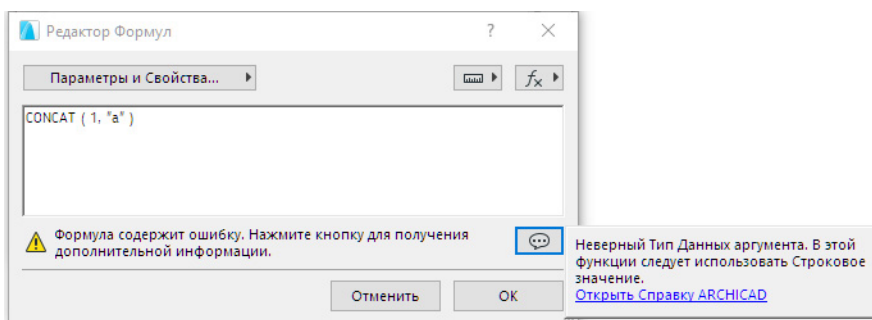 Редактор Формул
?
Параметры и Свойства...
fx
CONCAT ( 1, "a" )
Формула содержит ошибку. Нажмите кнопку для получения
дополнительной информации.
Неверный Тип Данных аргумента. В этой
функции следует использовать Строковое
значение.
Открыть Справку ARCHICAD
Отменить
OK